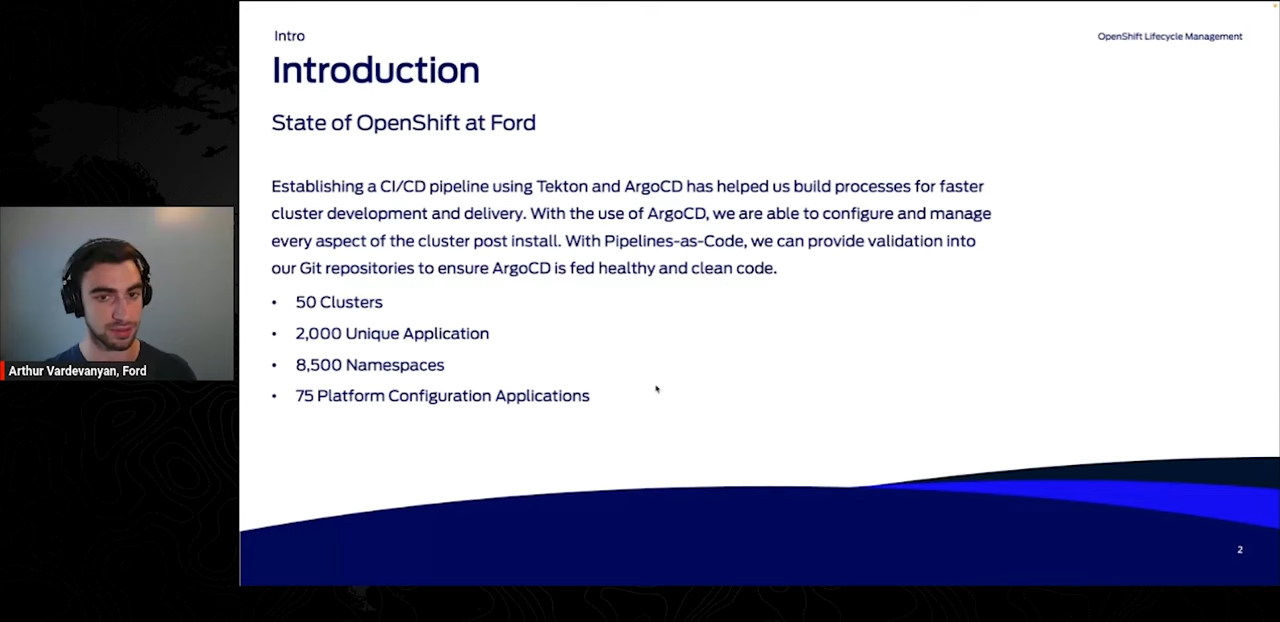 Intro
OpenShift Lifecycle Management
Introduction
State of OpenShift at Ford
Establishing a CI/CD pipeline using Tekton and ArgoCD has helped us build processes for faster
cluster development and delivery. With the use of ArgoCD, we are able to configure and manage
every aspect of the cluster post install. With Pipelines-as-Code, we can provide validation into
our Git repositories to ensure ArgoCD is fed healthy and clean code.
• 50 Clusters
• 2,000 Unique Application
• 8,500 Namespaces
• 75 Platform Configuration Applications
Arthur Vardevanyan, Ford
2